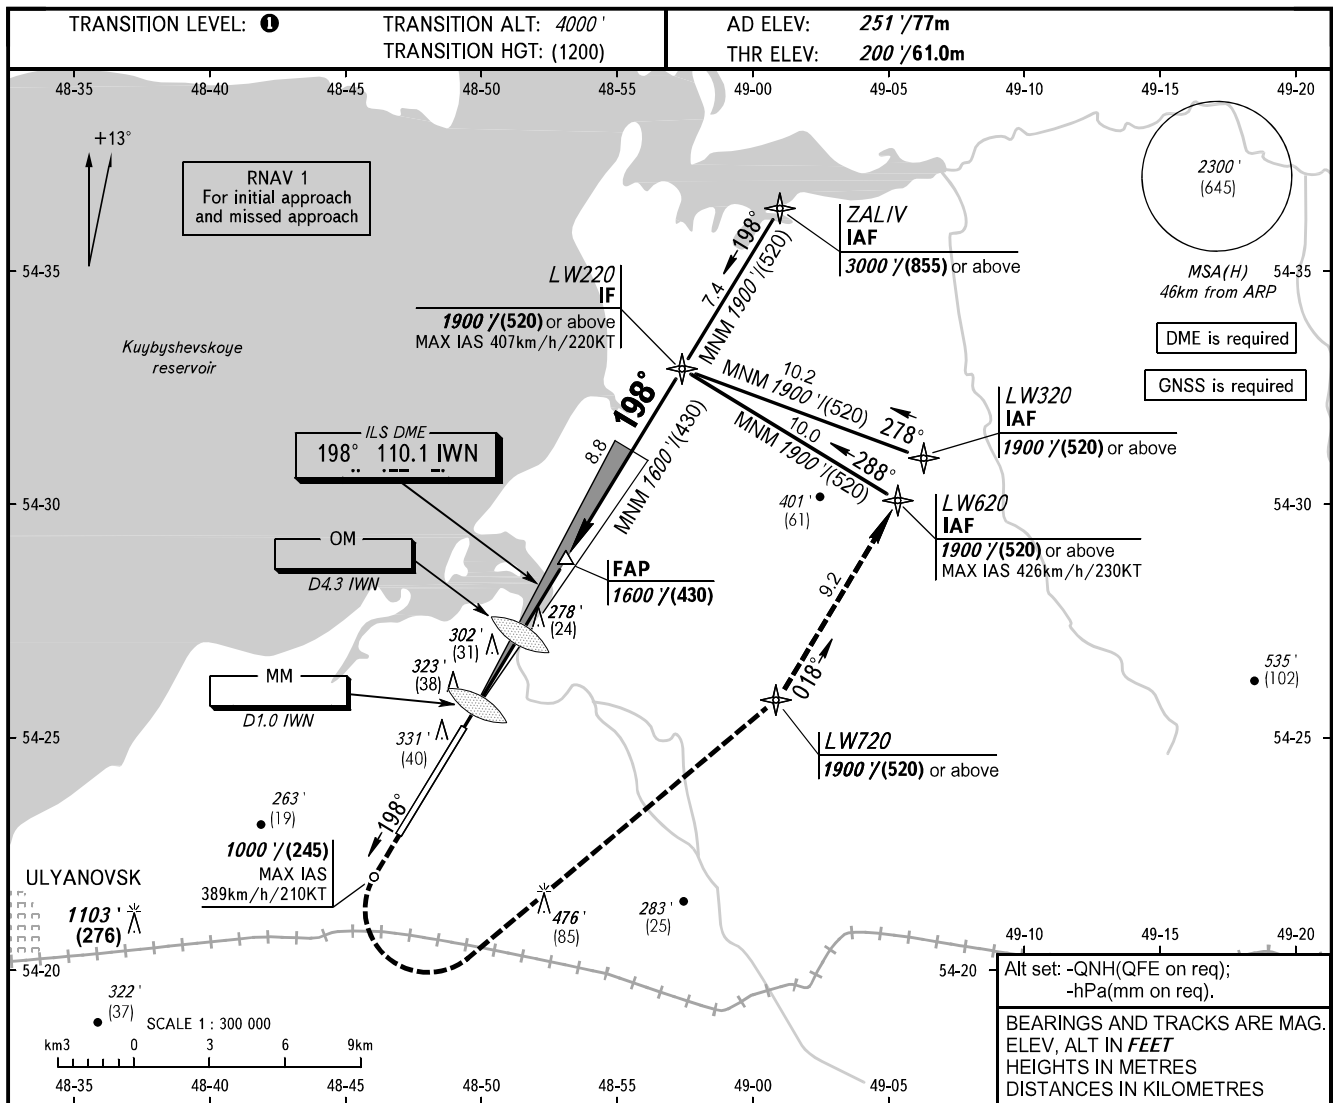 TRANSITION LEVEL: ❶
TRANSITION ALT: 4000'
TRANSITION HGT: (1200)
AD ELEV: 251'/77m
THR ELEV: 200'/61.0m
48-35 48-40 48-45 48-50 48-55 49-00 49-05 49-10 49-15 49-20
+13°
RNAV 1
For initial approach
and missed approach
2300'
(645)
MSA(H)
46km from ARP
DME is required
GNSS is required
54-35
54-35
ZALIV
IAF
3000'/(855) or above
198°
7.4
MNM 1900'/(520)
LW220
IF
1900'/(520) or above
MAX IAS 407km/h/220KT
Kuybyshevskoye
reservoir
10.2
MNM 1900'/(520)
278°
LW320
IAF
1900'/(520) or above
10.0
MNM 1900'/(520)
288°
LW620
IAF
1900'/(520) or above
MAX IAS 426km/h/230KT
198°
8.8
MNM 1600'/(430)
ILS DME
198° 110.1 IWN
54-30
54-30
401'
(61)
OM
D4.3 IWN
FAP
1600'/(430)
278'
(24)
302'
(31)
323'
(38)
MM
D1.0 IWN
331'
(40)
9.2
018°
535'
(102)
54-25
54-25
LW720
1900'/(520) or above
263'
(19)
198°
1000'/(245)
MAX IAS
389km/h/210KT
ULYANOVSK
1103'
(276)
476'
(85)
283'
(25)
49-10 49-15 49-20
54-20
54-20
322'
(37)
SCALE 1 : 300 000
km3 0 3 6 9km
48-35 48-40 48-45 48-50 48-55 49-00 49-05
Alt set: -QNH(QFE on req);
-hPa(mm on req).
BEARINGS AND TRACKS ARE MAG.
ELEV, ALT IN FEET
HEIGHTS IN METRES
DISTANCES IN KILOMETRES